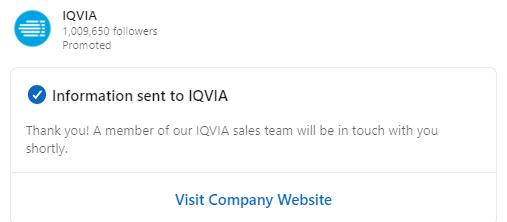 IQVIA
1,009,650 followers
Promoted
Information sent to IQVIA
Thank you! A member of our IQVIA sales team will be in touch with you
shortly.
Visit Company Website